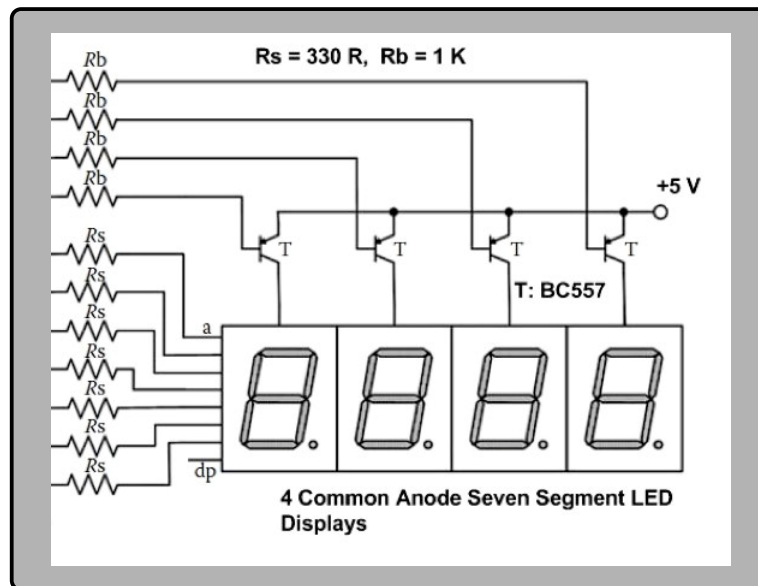 Rs = 330 R, Rb = 1 K
Rb
Rb
Rb
Rb
+5 V
Rs
T
T
T
T
Rs
T: BC557
Rs
a
Rs
Rs
Rs
Rs
dp
4 Common Anode Seven Segment LED
Displays